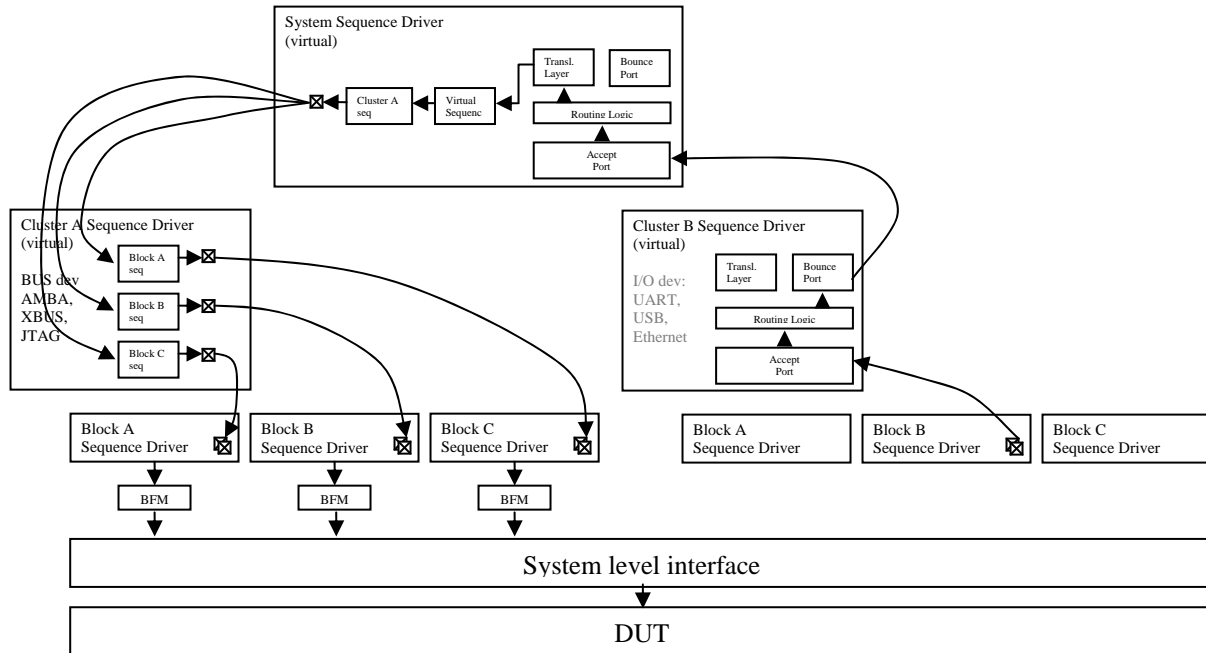 System Sequence Driver
(virtual)
Transl.
Layer
Bounce
Port
Cluster A
seq
Virtual
Sequenc
Routing Logic
Accept
Port
Cluster A Sequence Driver
(virtual)
BUS dev
AMBA,
XBUS,
JTAG
Block A
seq
Block B
seq
Block C
seq
Cluster B Sequence Driver
(virtual)
I/O dev:
UART,
USB,
Ethernet
Transl.
Layer
Bounce
Port
Routing Logic
Accept
Port
Block A
Sequence Driver
Block B
Sequence Driver
Block C
Sequence Driver
Block A
Sequence Driver
Block B
Sequence Driver
Block C
Sequence Driver
BFM
BFM
BFM
System level interface
DUT